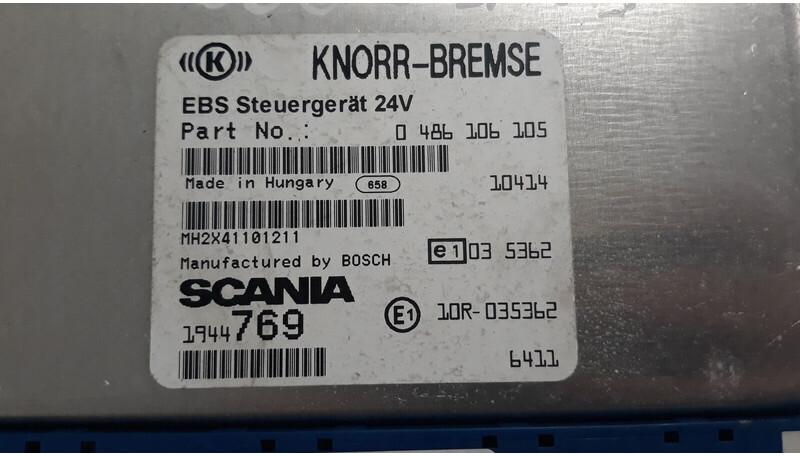 K KNORR-BREMSE
EBS Steuergerät 24V
Part No.: 0 486 106 105
Made in Hungary 658 10414
MH2X41101211
e1 03 5362
Manufactured by BOSCH
SCANIA
E1 10R-035362
1944769
6411